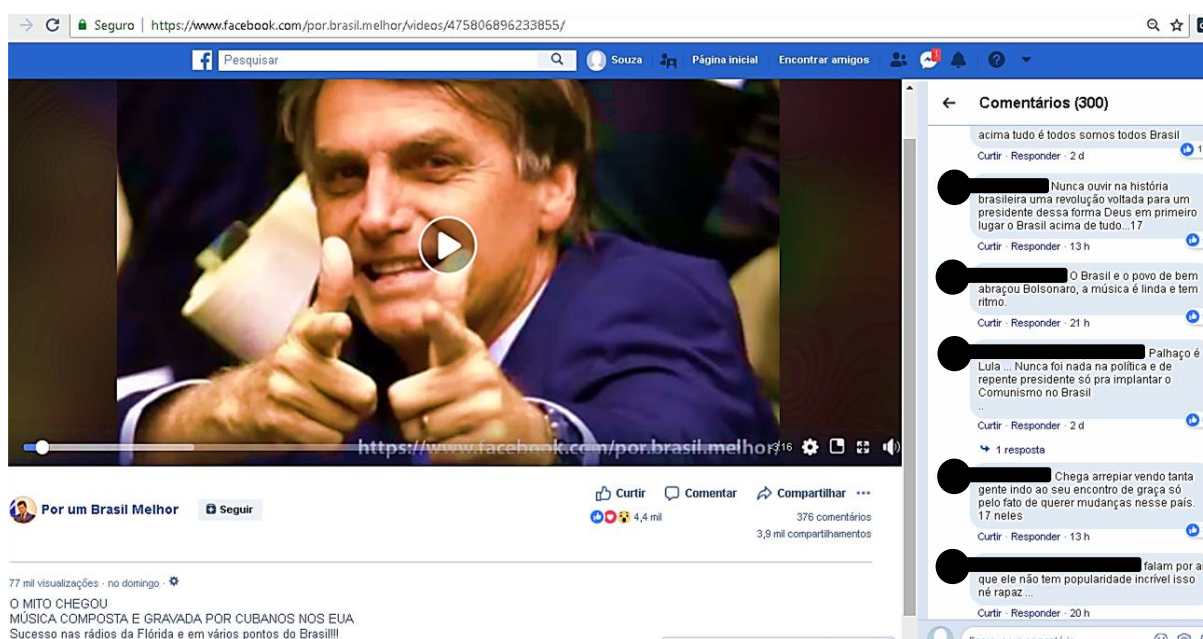 Seguro | https://www.facebook.com/por.brasil.melhor/videos/475806896233855/
Pesquisar
Souza
Página inicial
Encontrar amigos
https://www.facebook.com/por.brasil.melhor/
3:16
Por um Brasil Melhor
Seguir
Curtir
Comentar
Compartilhar
4,4 mil
376 comentários
3,9 mil compartilhamentos
77 mil visualizações · no domingo ·
O MITO CHEGOU
MÚSICA COMPOSTA E GRAVADA POR CUBANOS NOS EUA
Sucesso nas rádios da Flórida e em vários pontos do Brasil!!!!
Comentários (300)
acima tudo é todos somos todos Brasil
Curtir · Responder · 2 d
1
Nunca ouvir na história
brasileira uma revolução voltada para um
presidente dessa forma Deus em primeiro
lugar o Brasil acima de tudo...17
Curtir · Responder · 13 h
O Brasil e o povo de bem
abraçou Bolsonaro, a música é linda e tem
ritmo.
Curtir · Responder · 21 h
Palhaço é
Lula ... Nunca foi nada na política e de
repente presidente só pra implantar o
Comunismo no Brasil
..
Curtir · Responder · 2 d
1 resposta
Chega arrepiar vendo tanta
gente indo ao seu encontro de graça só
pelo fato de querer mudanças nesse país.
17 neles
Curtir · Responder · 13 h
falam por a
que ele não tem popularidade incrível isso
né rapaz ...
Curtir · Responder · 20 h